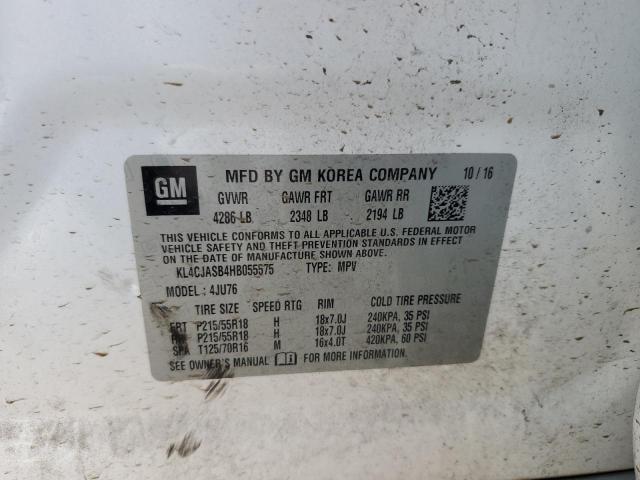 GM
MFD BY GM KOREA COMPANY 10 / 16
GVWR GAWR FRT GAWR RR
4286 LB 2348 LB 2194 LB
THIS VEHICLE CONFORMS TO ALL APPLICABLE U.S. FEDERAL MOTOR
VEHICLE SAFETY AND THEFT PREVENTION STANDARDS IN EFFECT ON
THE DATE OF MANUFACTURE SHOWN ABOVE.
KL4CJASB4HB055575 TYPE: MPV
MODEL : 4JU76
TIRE SIZE SPEED RTG RIM COLD TIRE PRESSURE
FRT P215/55R18 H 18x7.0J 240KPA, 35 PSI
RR P215/55R18 H 18x7.0J 240KPA, 35 PSI
SPA T125/70R16 M 16x4.0T 420KPA, 60 PSI
SEE OWNER'S MANUAL FOR MORE INFORMATION.